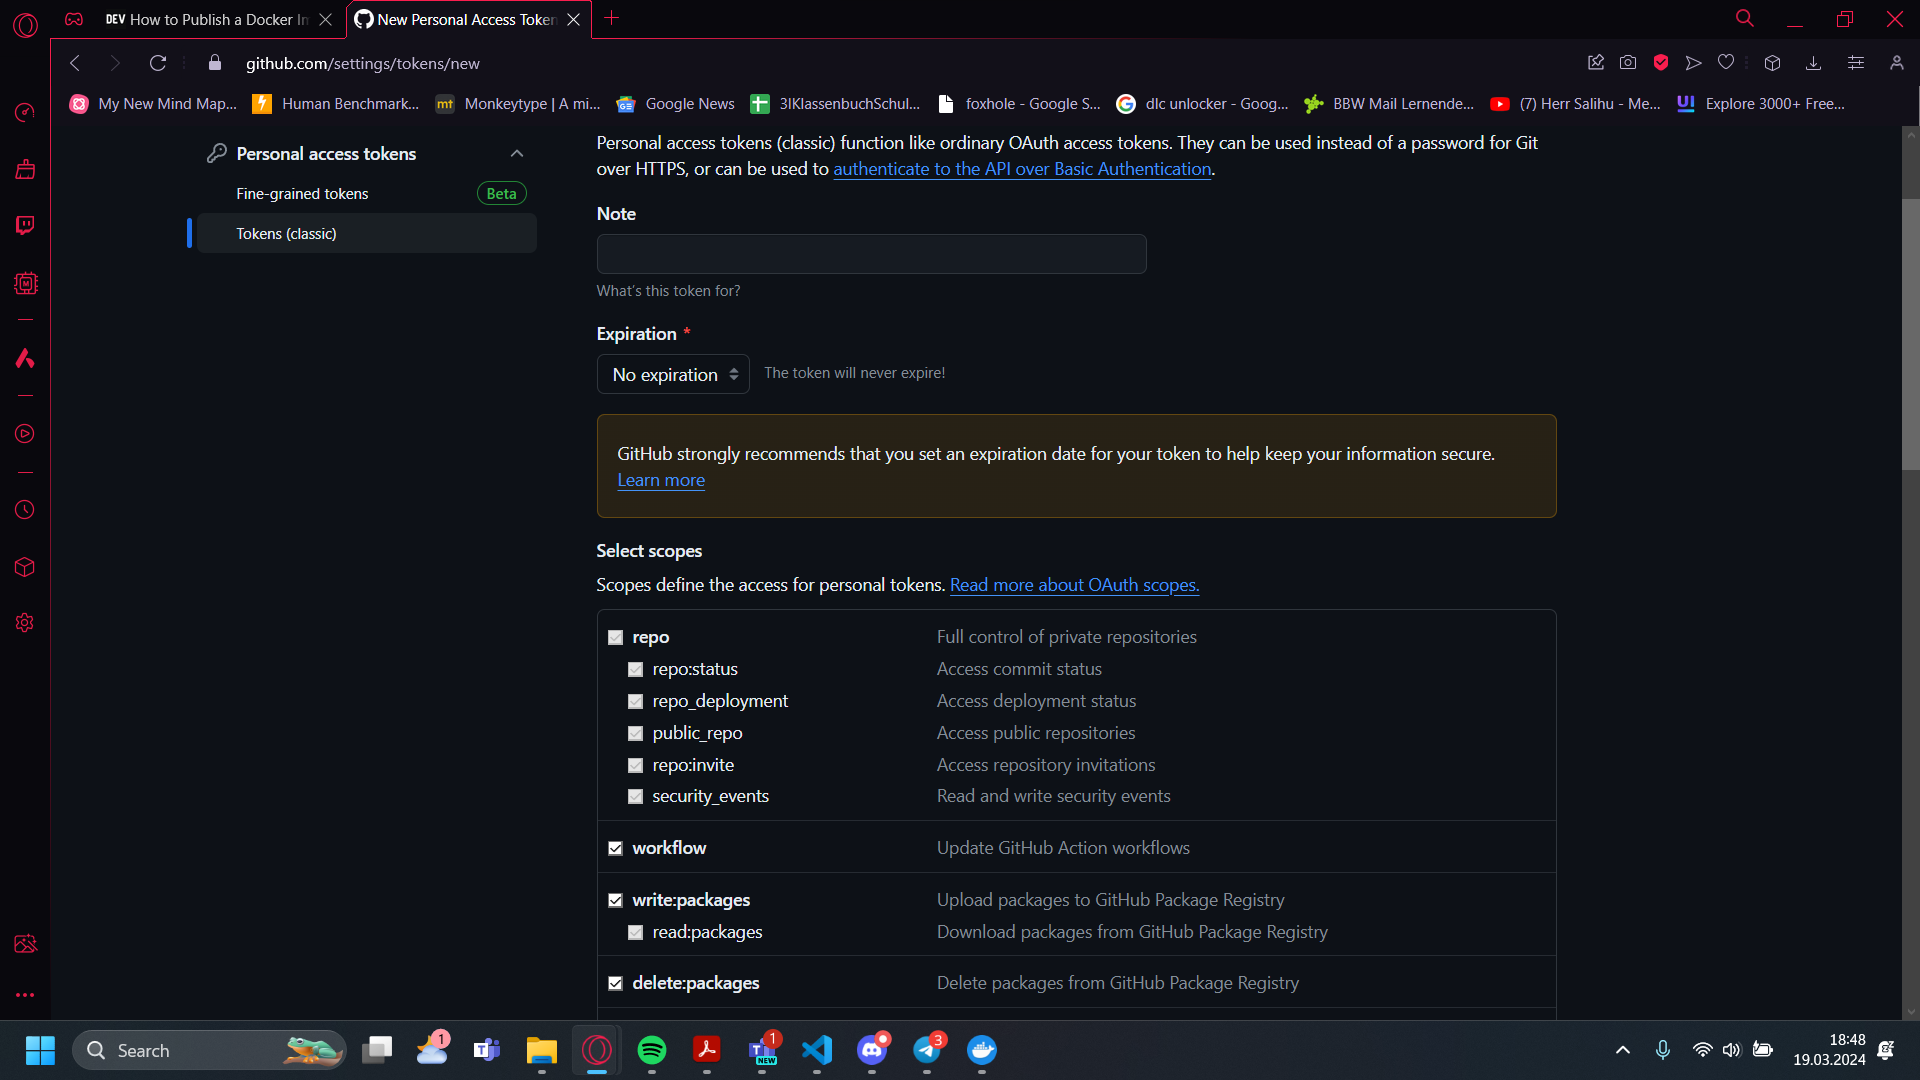 DEV How to Publish a Docker Im
New Personal Access Token
github.com/settings/tokens/new
My New Mind Map...
Human Benchmark...
mt Monkeytype | A mi...
Google News
3IKlassenbuchSchul...
foxhole - Google S...
dlc unlocker - Goog...
BBW Mail Lernende...
(7) Herr Salihu - Me...
UI Explore 3000+ Free...
Personal access tokens
Fine-grained tokens Beta
Tokens (classic)
Personal access tokens (classic) function like ordinary OAuth access tokens. They can be used instead of a password for Git
over HTTPS, or can be used to authenticate to the API over Basic Authentication.
Note
What's this token for?
Expiration *
No expiration The token will never expire!
GitHub strongly recommends that you set an expiration date for your token to help keep your information secure.
Learn more
Select scopes
Scopes define the access for personal tokens. Read more about OAuth scopes.
repo Full control of private repositories
repo:status Access commit status
repo_deployment Access deployment status
public_repo Access public repositories
repo:invite Access repository invitations
security_events Read and write security events
workflow Update GitHub Action workflows
write:packages Upload packages to GitHub Package Registry
read:packages Download packages from GitHub Package Registry
delete:packages Delete packages from GitHub Package Registry
Search
1
1
NEW
3
18:48
19.03.2024